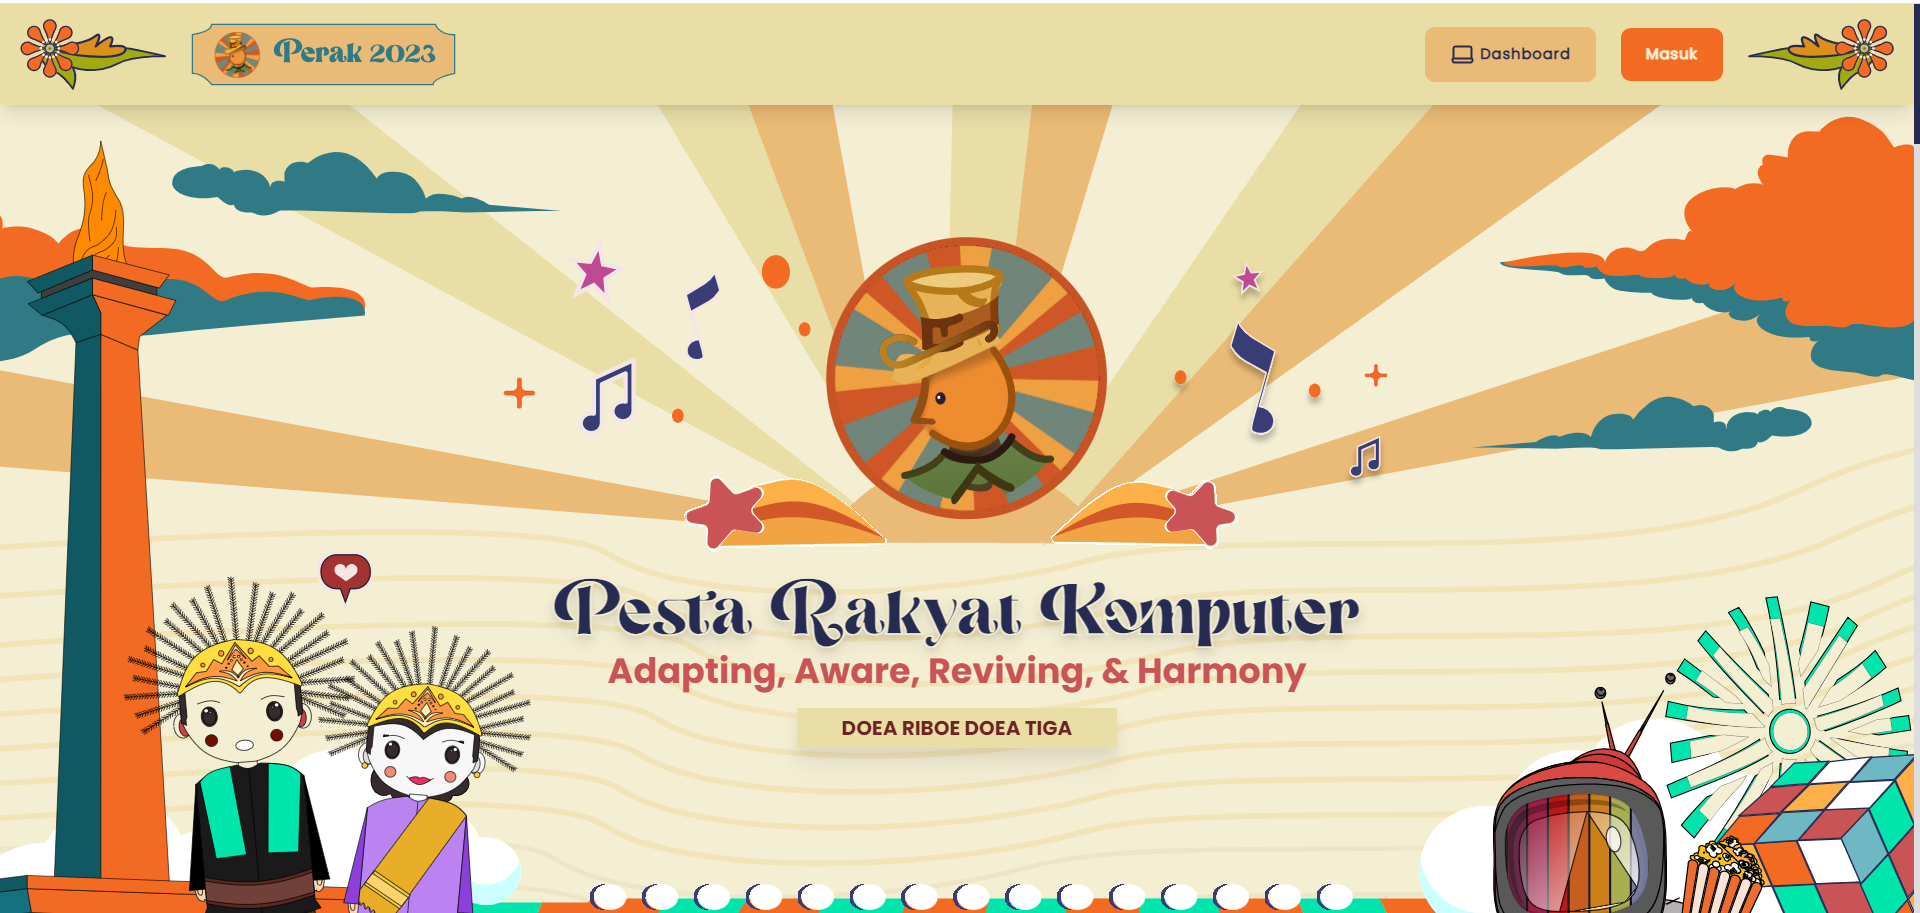 Perak 2023
Dashboard
Masuk
Pesta Rakyat Komputer
Adapting, Aware, Reviving, & Harmony
DOEA RIBOE DOEA TIGA